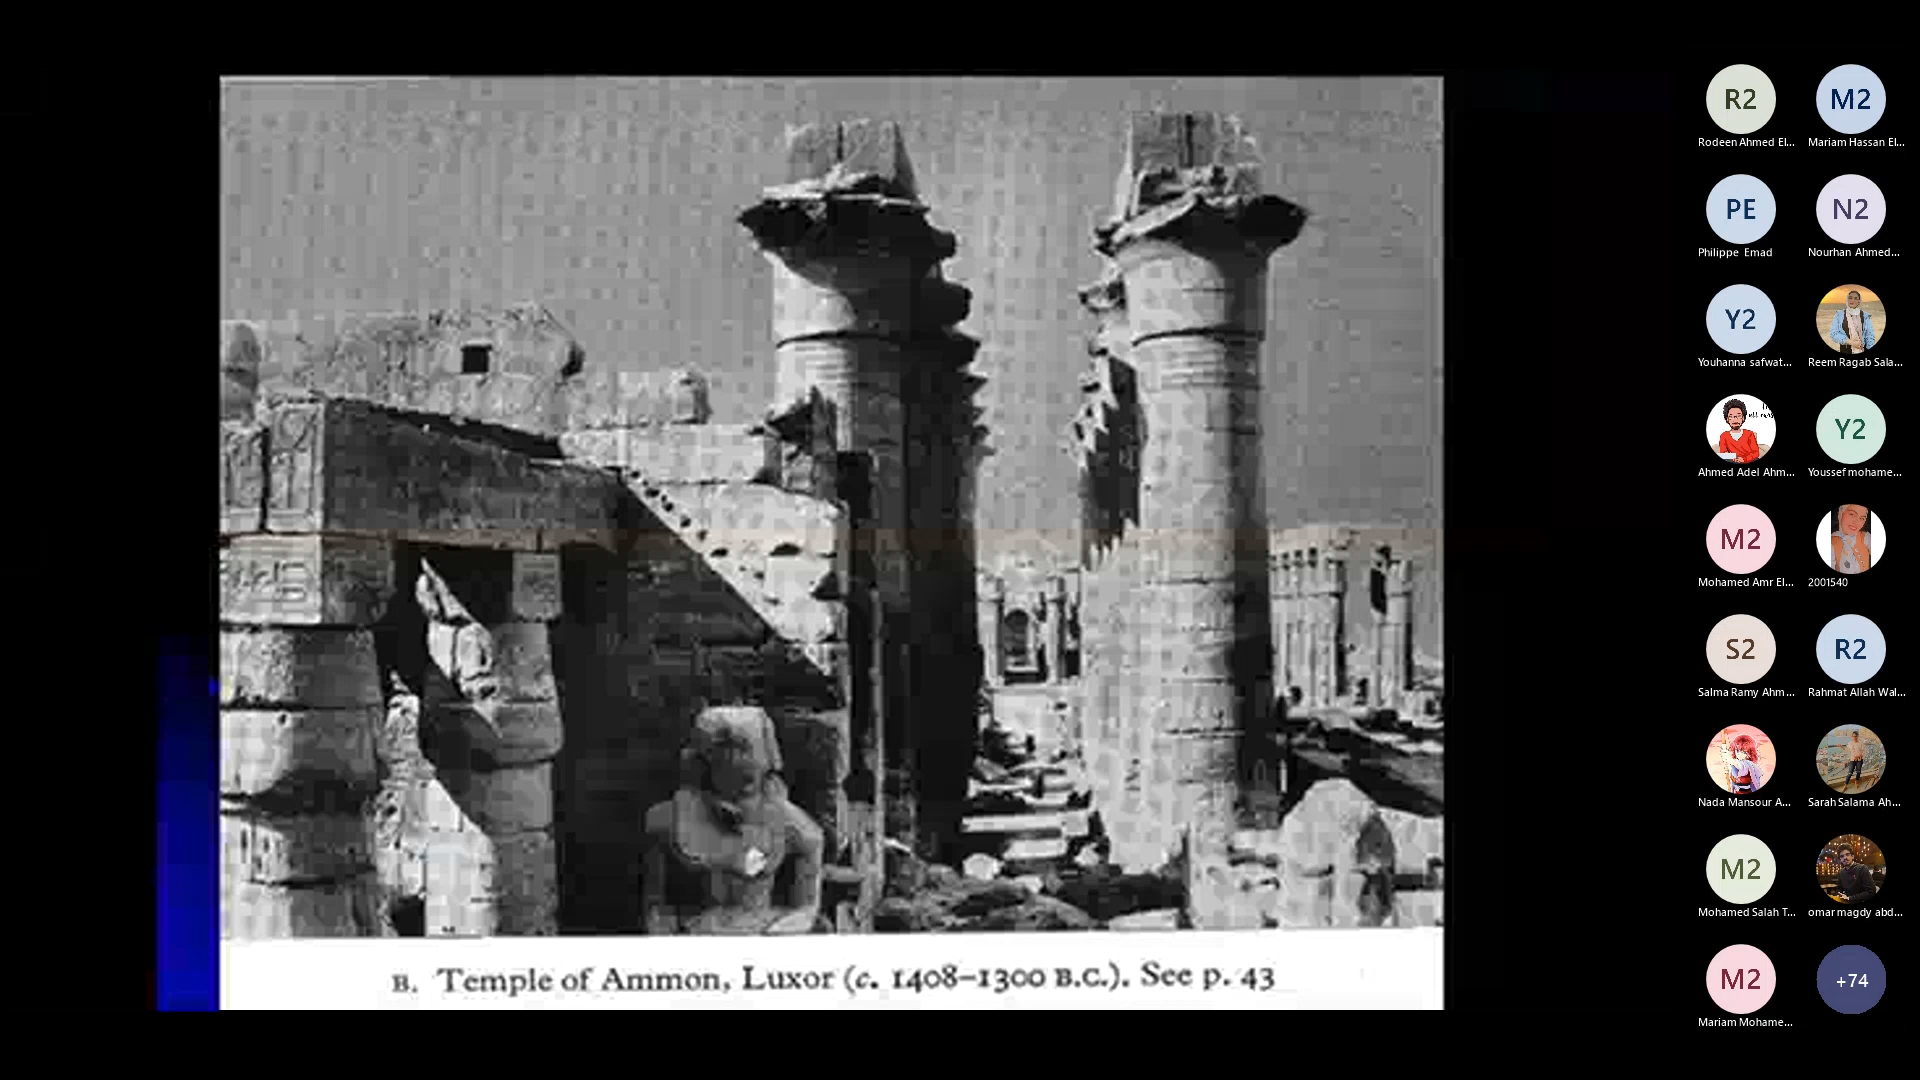 R2
M2
Rodeen Ahmed El...
Mariam Hassan El...
PE
N2
Philippe Emad
Nourhan Ahmed...
Y2
Youhanna safwat...
Reem Ragab Sala...
Y2
Ahmed Adel Ahm...
Youssef mohame...
M2
Mohamed Amr El...
2001540
S2
R2
Salma Ramy Ahm...
Rahmat Allah Wal...
Nada Mansour A...
Sarah Salama Ah...
M2
Mohamed Salah T...
omar magdy abd...
M2
+74
Mariam Mohame...
B. Temple of Ammon, Luxor (c. 1408–1300 B.C.). See p. 43